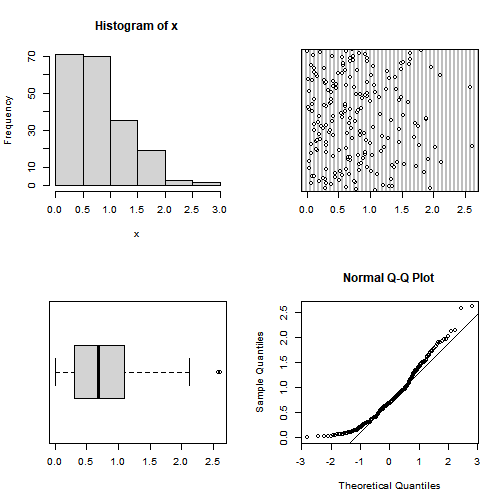 Histogram of x
Frequency
10 30 50 70
0.0 0.5 1.0 1.5 2.0 2.5 3.0
x
0.0 0.5 1.0 1.5 2.0 2.5
0.0 0.5 1.0 1.5 2.0 2.5
Normal Q-Q Plot
Sample Quantiles
0.0 0.5 1.0 1.5 2.0 2.5
-3 -2 -1 0 1 2 3
Theoretical Quantiles